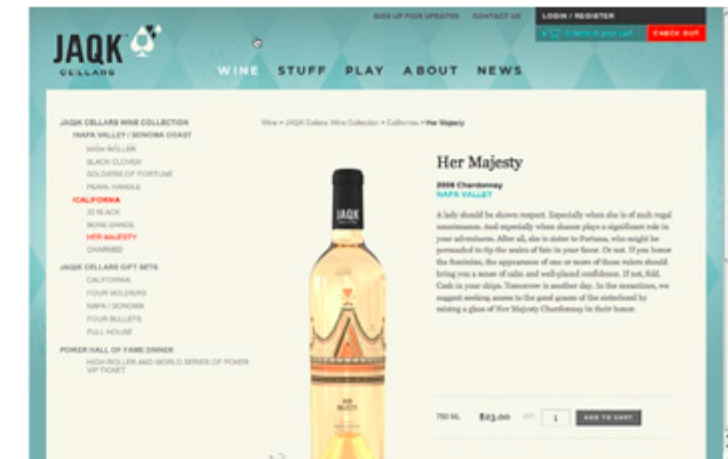 SIGN UP FOR UPDATES CONTACT US LOGIN / REGISTER
CHECK OUT
JAQK
CELLARS
WINE STUFF PLAY ABOUT NEWS
JAQK CELLARS WINE COLLECTION
NAPA VALLEY / SONOMA COAST
HIGH ROLLER
BLACK CLOVER
SOLDIERS OF FORTUNE
PEARL HANDLE
CALIFORNIA
22 BLACK
BONE DANCE
HER MAJESTY
CHARMED
JAQK CELLARS GIFT SETS
CALIFORNIA
FOUR SOLDIERS
NAPA / SONOMA
FOUR BULLETS
FULL HOUSE
POKER HALL OF FAME DINNER
HIGH ROLLER AND WORLD SERIES OF POKER
VIP TICKET
Wine > JAQK Cellars Wine Collection > California > Her Majesty
JAQK
HER
MAJESTY
Her Majesty
2008 Chardonnay
NAPA VALLEY
A lady should be shown respect. Especially when she is of such regal
countenance. And especially when chance plays a significant role in
your adventures. After all, she is sister to Fortuna, who might be
persuaded to tip the scales of fate in your favor. Or not. If you honor
the feminine, the appearance of one or more of these rulers should
bring you a sense of calm and well-placed confidence. If not, fold.
Cash in your chips. Tomorrow is another day. In the meantime, we
suggest seeking access to the good graces of the sisterhood by
raising a glass of Her Majesty Chardonnay in their honor.
750 ML $23.00 QTY 1 ADD TO CART